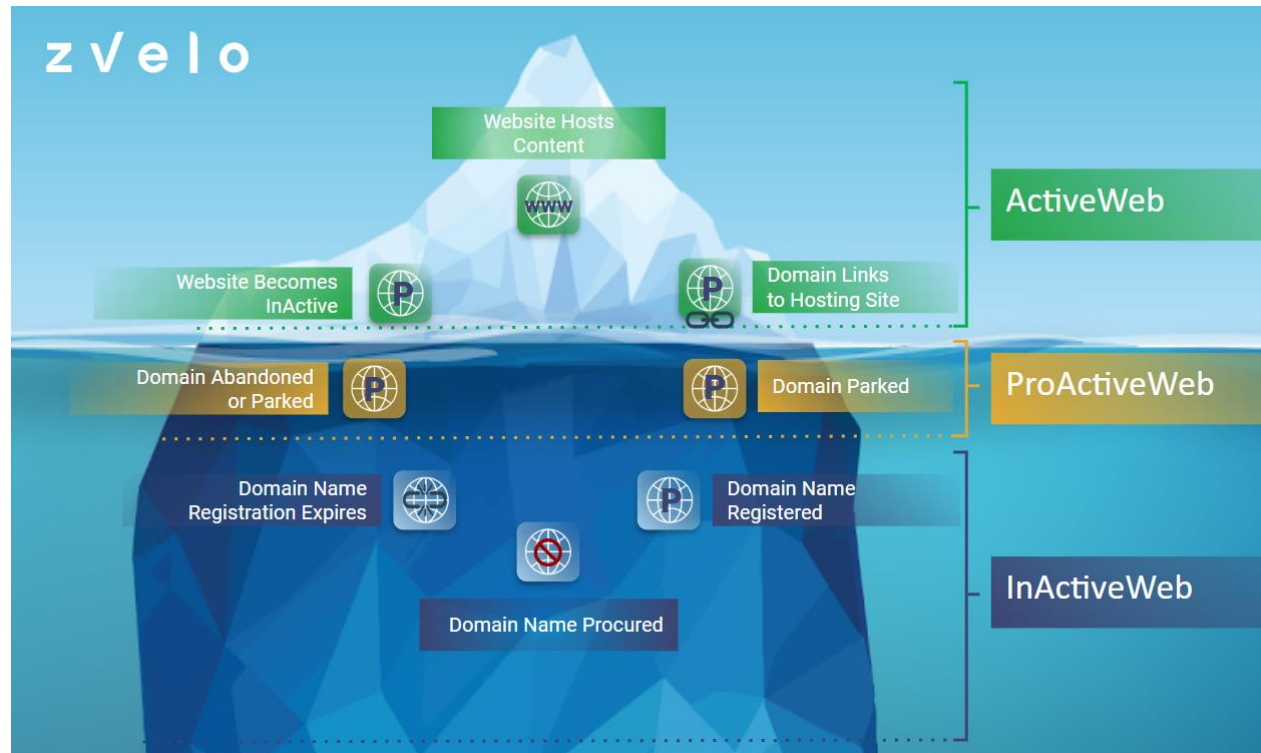 zvelo
Website Hosts
Content
www
ActiveWeb
Website Becomes
InActive
P
P
Domain Links
to Hosting Site
Domain Abandoned
or Parked
P
P
Domain Parked
ProActiveWeb
Domain Name
Registration Expires
P
Domain Name
Registered
InActiveWeb
Domain Name Procured